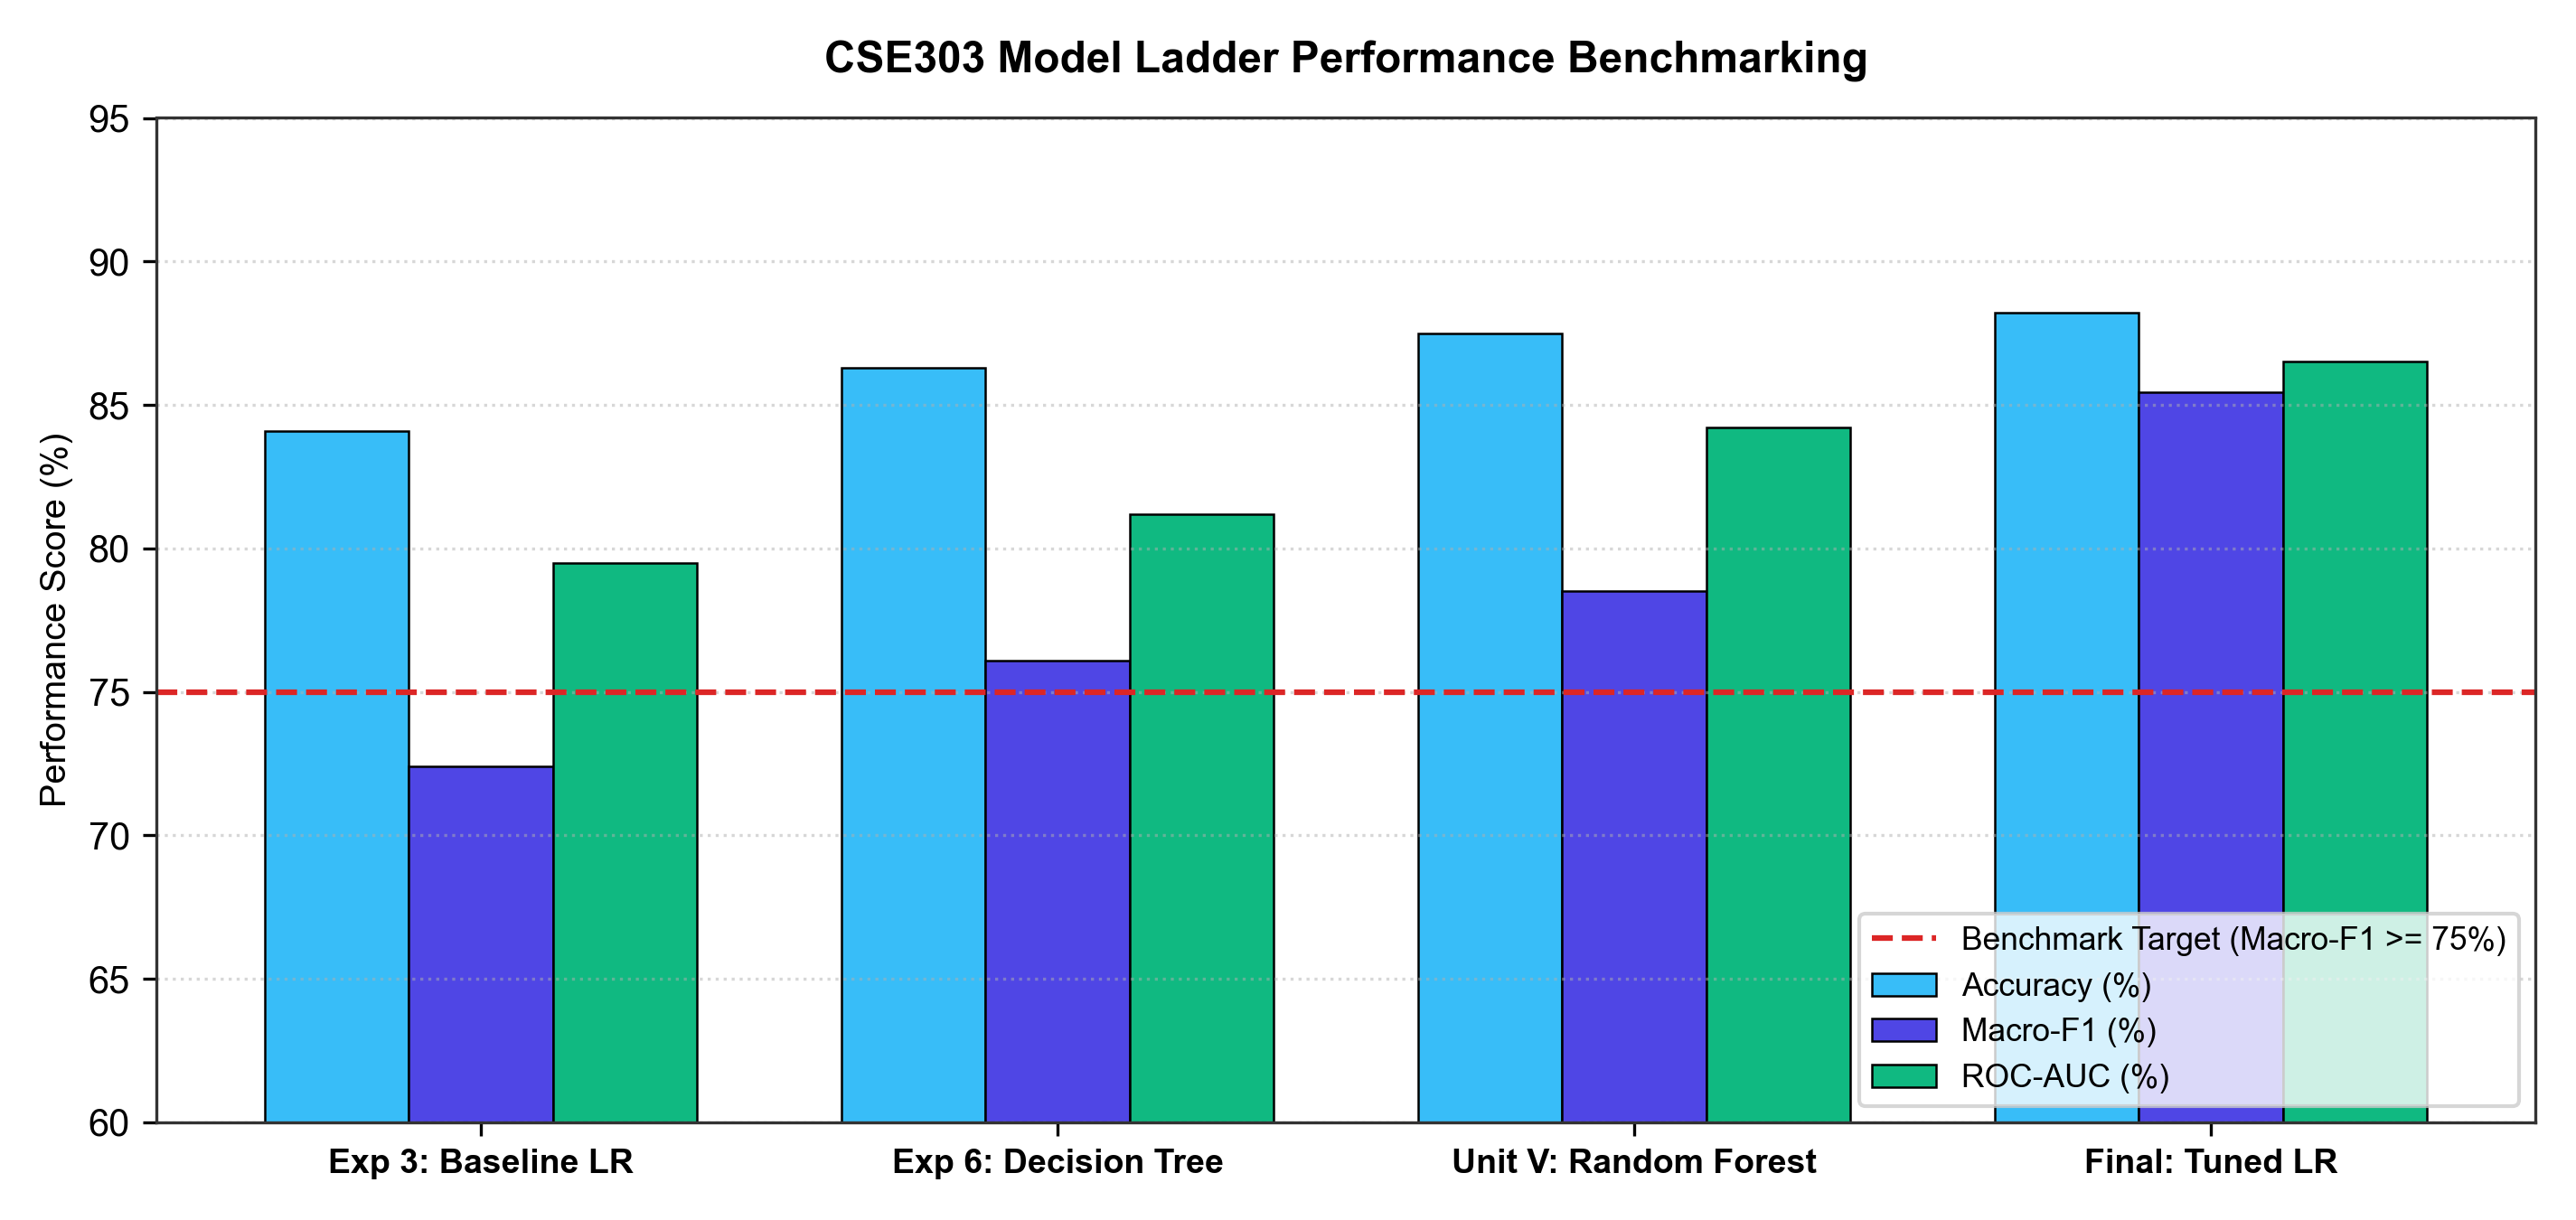 CSE303 Model Ladder Performance Benchmarking
Performance Score (%)
95
90
85
80
75
70
65
60
Benchmark Target (Macro-F1 >= 75%)
Accuracy (%)
Macro-F1 (%)
ROC-AUC (%)
Exp 3: Baseline LR
Exp 6: Decision Tree
Unit V: Random Forest
Final: Tuned LR